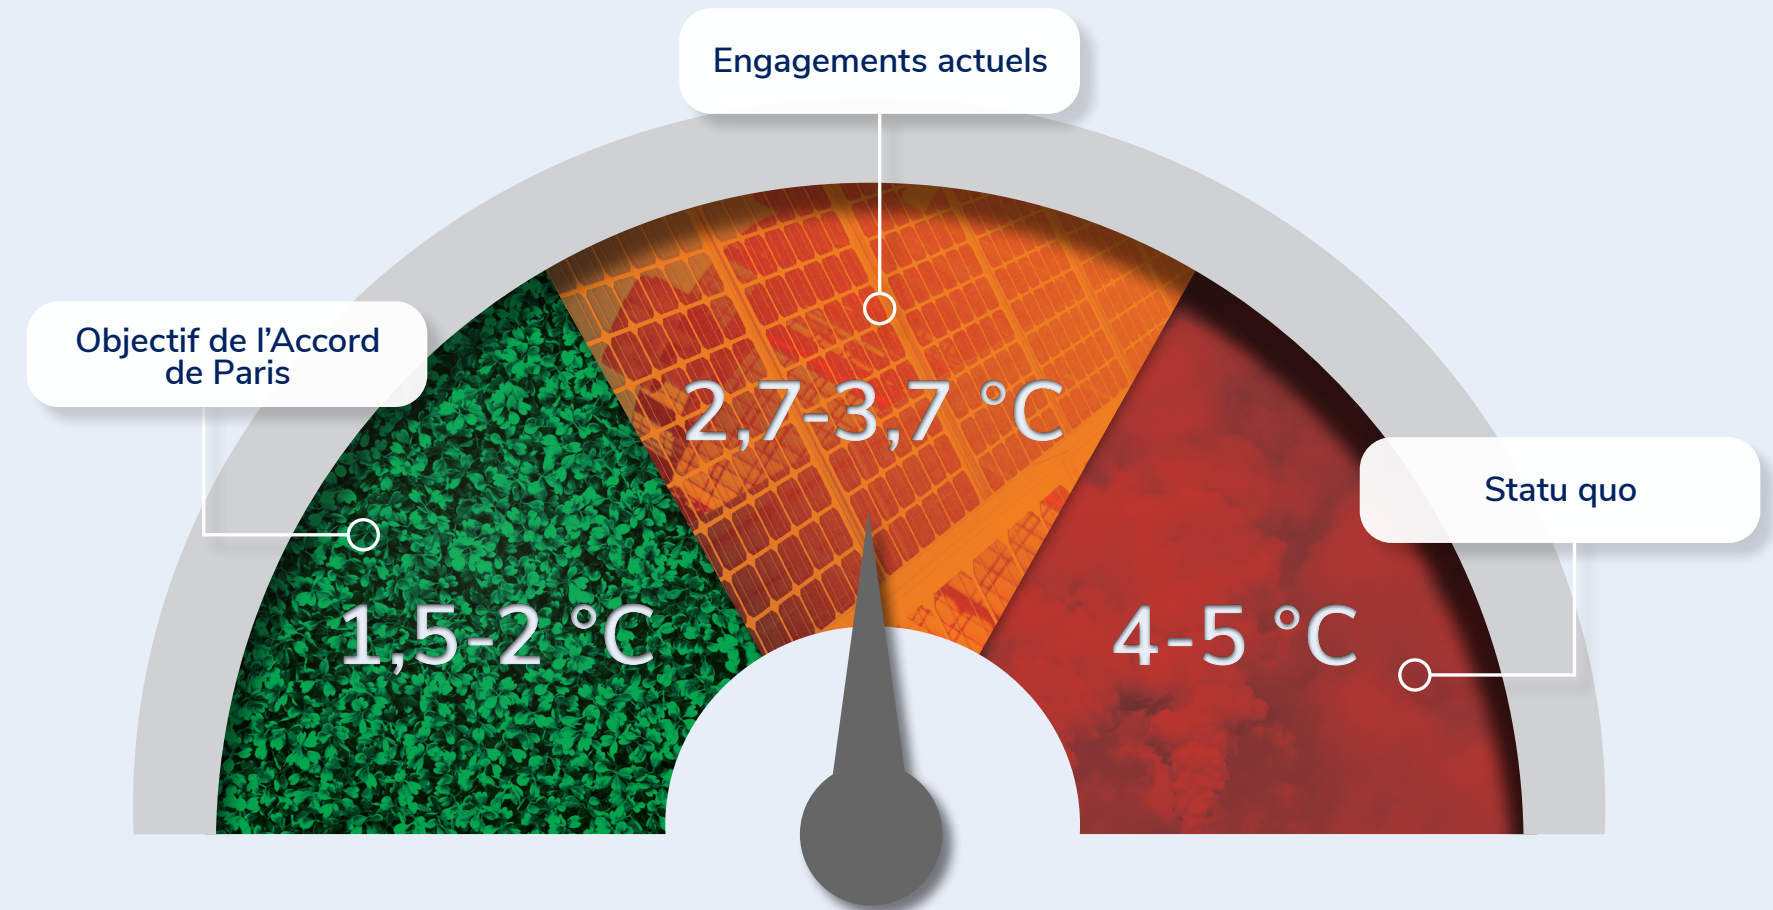 Engagements actuels
Objectif de l’Accord
de Paris
2,7-3,7 °C
Statu quo
1,5-2 °C
4-5 °C